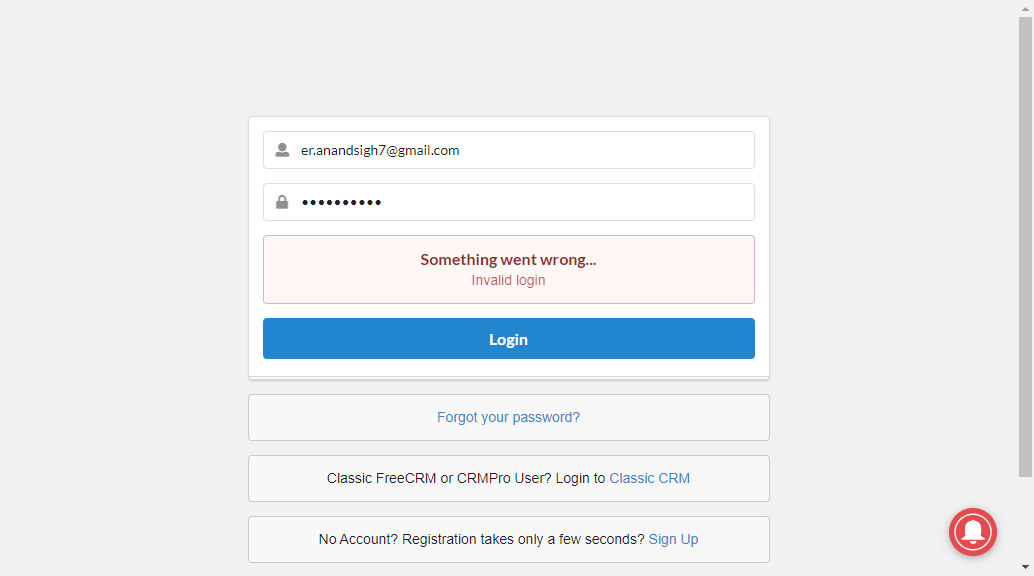 er.anandsigh7@gmail.com
••••••••••
Something went wrong...
Invalid login
Login
Forgot your password?
Classic FreeCRM or CRMPro User? Login to Classic CRM
No Account? Registration takes only a few seconds? Sign Up